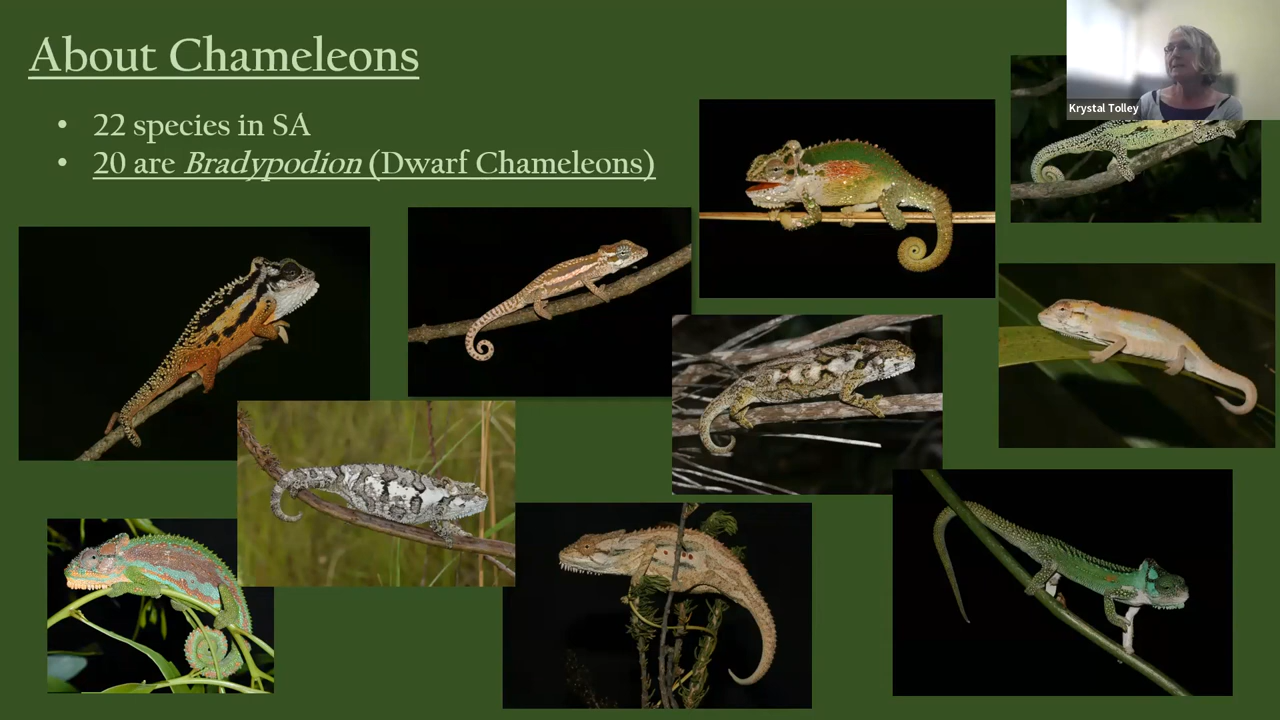 About Chameleons
• 22 species in SA
• 20 are Bradypodion (Dwarf Chameleons)
Krystal Tolley